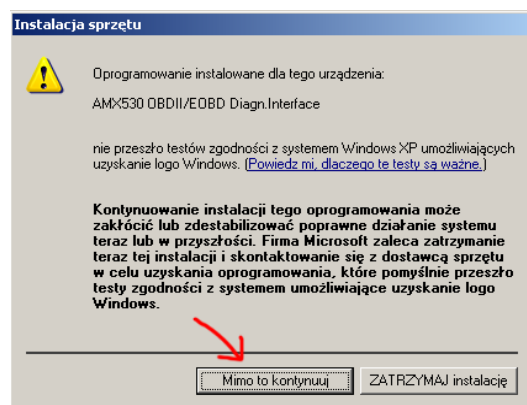 Instalacja sprzętu
Oprogramowanie instalowane dla tego urządzenia:
AMX530 OBDII/EOBD Diagn.Interface
nie przeszło testów zgodności z systemem Windows XP umożliwiających
uzyskanie logo Windows. (Powiedz mi, dlaczego te testy są ważne.)
Kontynuowanie instalacji tego oprogramowania może
zakłócić lub zdestabilizować poprawne działanie systemu
teraz lub w przyszłości. Firma Microsoft zaleca zatrzymanie
teraz tej instalacji i skontaktowanie się z dostawcą sprzętu
w celu uzyskania oprogramowania, które pomyślnie przeszło
testy zgodności z systemem umożliwiające uzyskanie logo
Windows.
Mimo to kontynuuj ZATRZYMAJ instalację